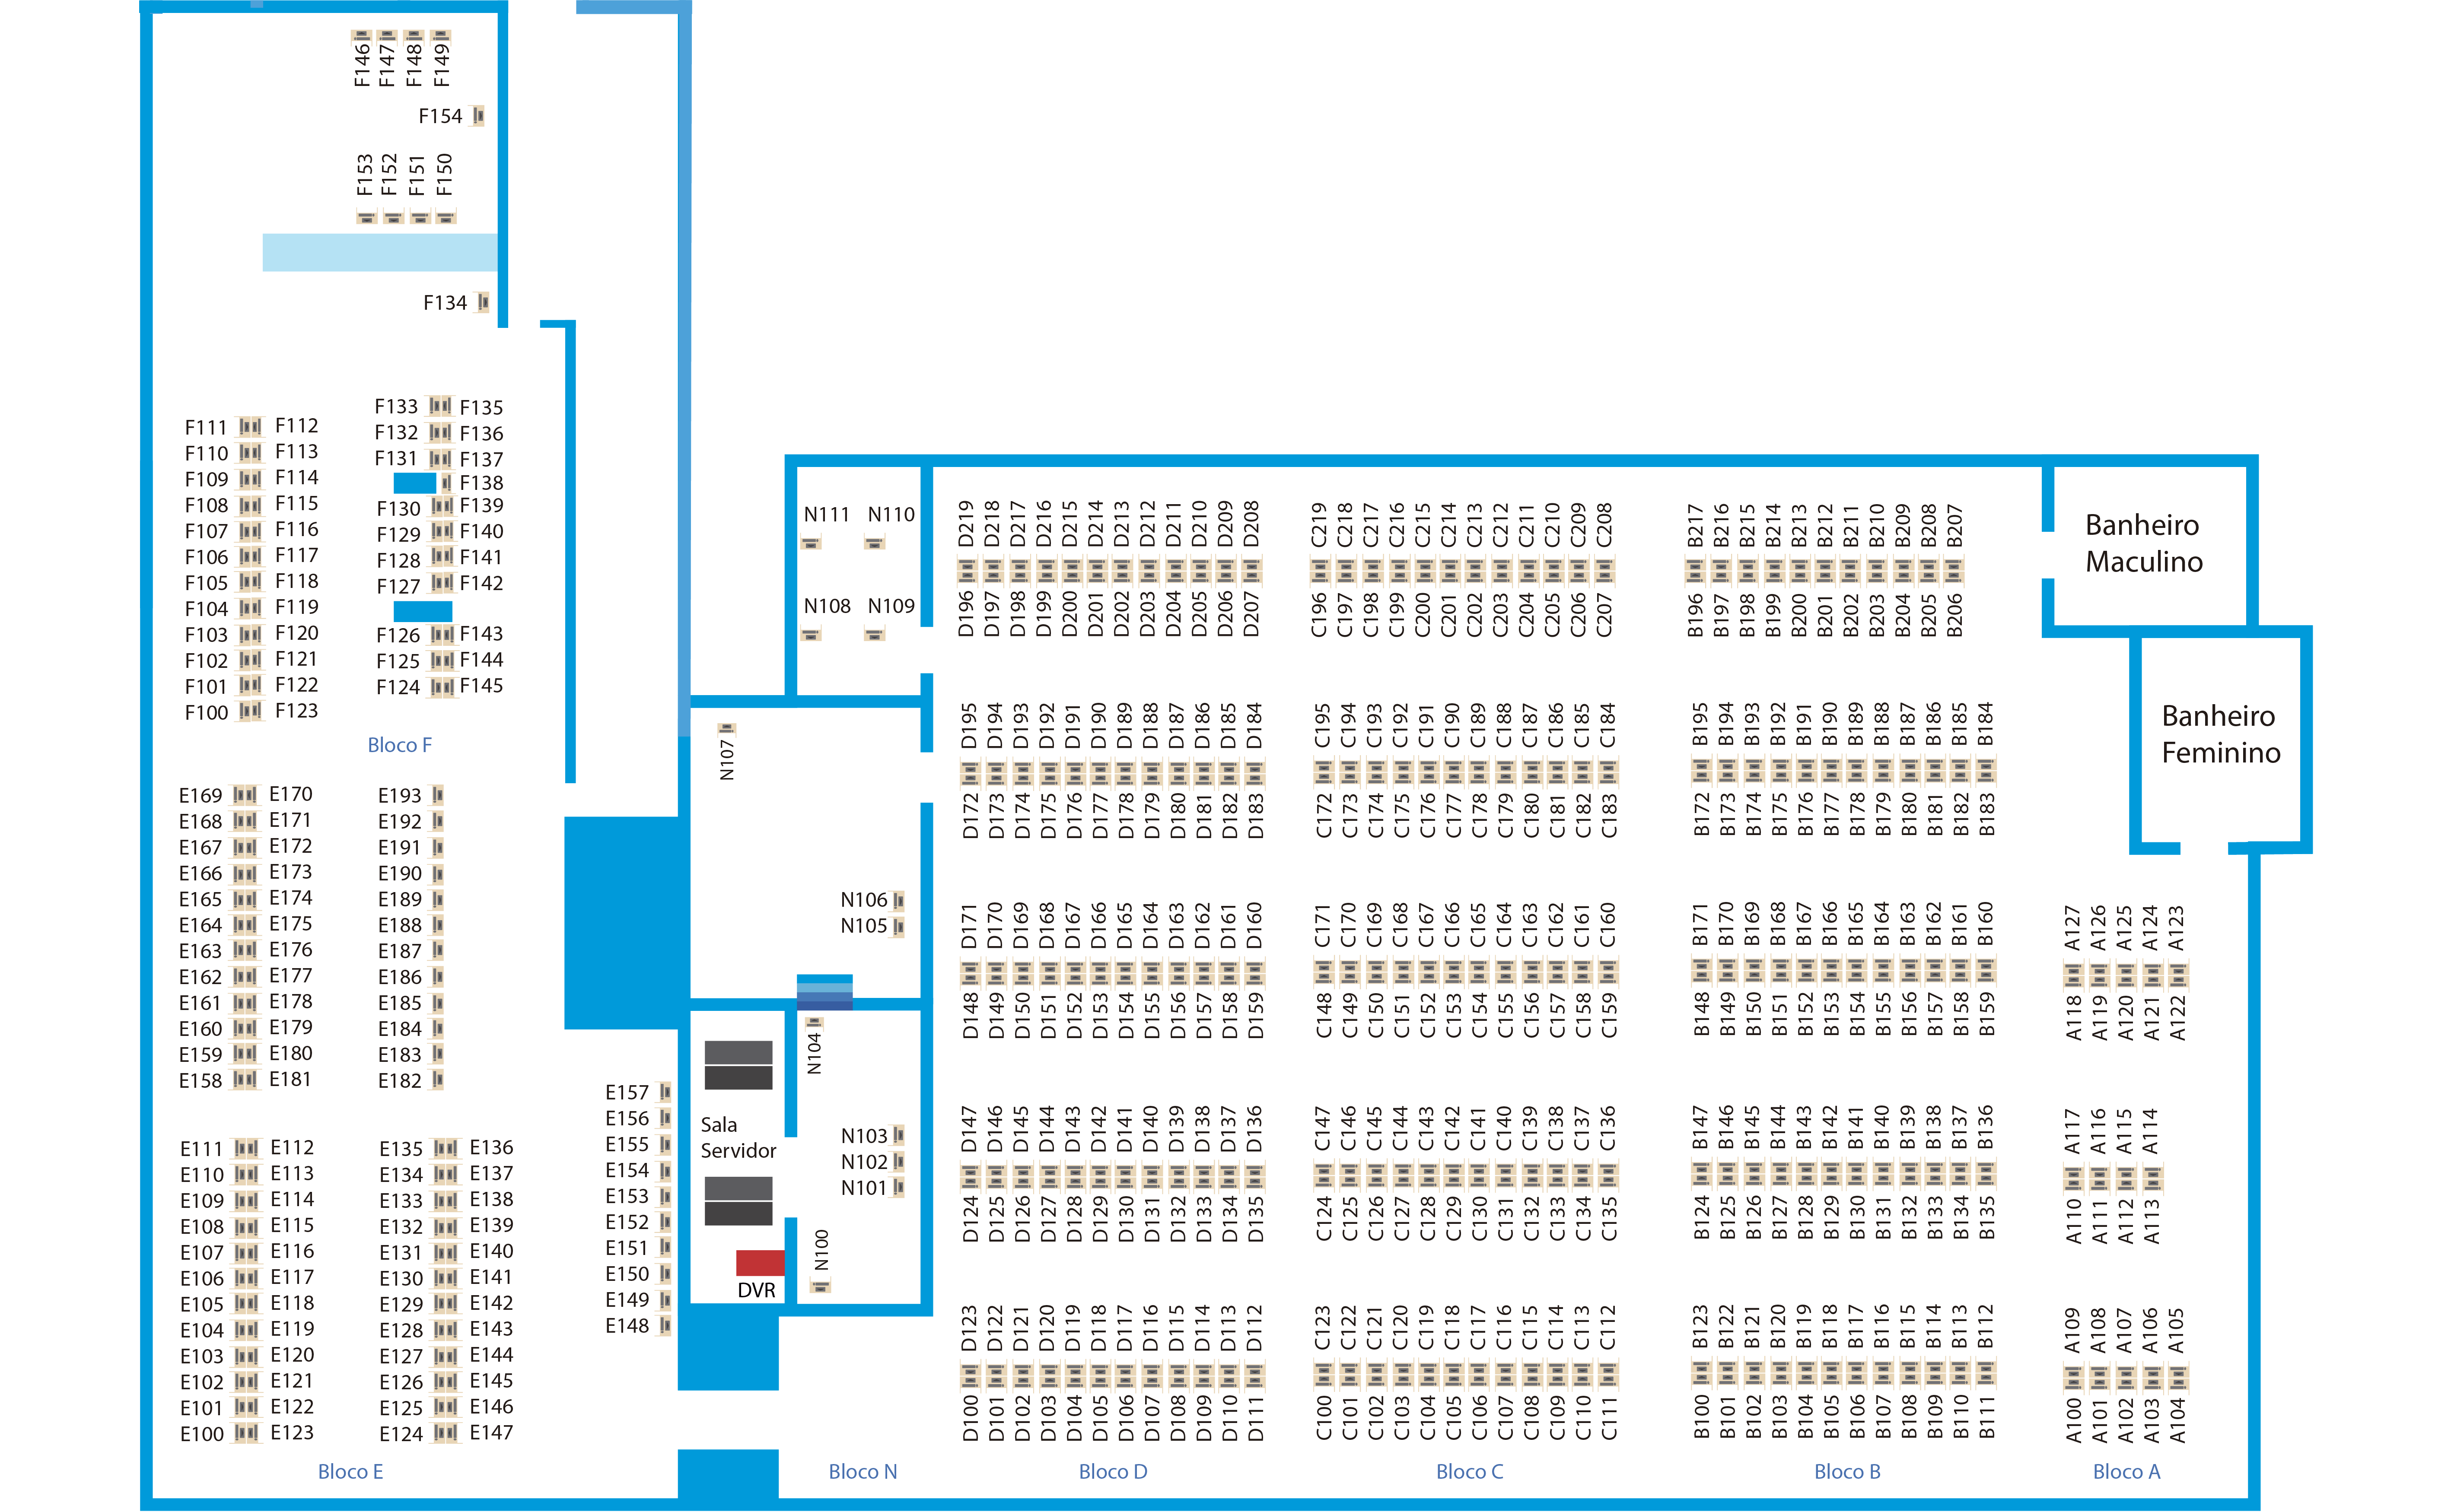 F146 F147 F148 F149
F154
F153 F152 F151 F150
F134
F133 F135
F111 F112 F132 F136
F110 F113 F131 F137
F109 F114 F138
F108 F115 F130 F139
F107 F116 F129 F140
F106 F117 F128 F141
F105 F118 F127 F142
F104 F119
F103 F120 F126 F143
F102 F121 F125 F144
F101 F122 F124 F145
F100 F123
Bloco F
E169 E170 E193
E168 E171 E192
E167 E172 E191
E166 E173 E190
E165 E174 E189
E164 E175 E188
E163 E176 E187
E162 E177 E186
E161 E178 E185
E160 E179 E184
E159 E180 E183
E158 E181 E182
E111 E112 E135 E136
E110 E113 E134 E137
E109 E114 E133 E138
E108 E115 E132 E139
E107 E116 E131 E140
E106 E117 E130 E141
E105 E118 E129 E142
E104 E119 E128 E143
E103 E120 E127 E144
E102 E121 E126 E145
E101 E122 E125 E146
E100 E123 E124 E147
Bloco E
E157
E156
E155
E154
E153
E152
E151
E150
E149
E148
N111 N110
N108 N109
N107
N106
N105
N104
Sala
Servidor
N103
N102
N101
N100
DVR
Bloco N
D219 D218 D217 D216 D215 D214 D213 D212 D211 D210 D209 D208
D196 D197 D198 D199 D200 D201 D202 D203 D204 D205 D206 D207
D195 D194 D193 D192 D191 D190 D189 D188 D187 D186 D185 D184
D172 D173 D174 D175 D176 D177 D178 D179 D180 D181 D182 D183
D171 D170 D169 D168 D167 D166 D165 D164 D163 D162 D161 D160
D148 D149 D150 D151 D152 D153 D154 D155 D156 D157 D158 D159
D147 D146 D145 D144 D143 D142 D141 D140 D139 D138 D137 D136
D124 D125 D126 D127 D128 D129 D130 D131 D132 D133 D134 D135
D123 D122 D121 D120 D119 D118 D117 D116 D115 D114 D113 D112
D100 D101 D102 D103 D104 D105 D106 D107 D108 D109 D110 D111
Bloco D
C219 C218 C217 C216 C215 C214 C213 C212 C211 C210 C209 C208
C196 C197 C198 C199 C200 C201 C202 C203 C204 C205 C206 C207
C195 C194 C193 C192 C191 C190 C189 C188 C187 C186 C185 C184
C172 C173 C174 C175 C176 C177 C178 C179 C180 C181 C182 C183
C171 C170 C169 C168 C167 C166 C165 C164 C163 C162 C161 C160
C148 C149 C150 C151 C152 C153 C154 C155 C156 C157 C158 C159
C147 C146 C145 C144 C143 C142 C141 C140 C139 C138 C137 C136
C124 C125 C126 C127 C128 C129 C130 C131 C132 C133 C134 C135
C123 C122 C121 C120 C119 C118 C117 C116 C115 C114 C113 C112
C100 C101 C102 C103 C104 C105 C106 C107 C108 C109 C110 C111
Bloco C
B217 B216 B215 B214 B213 B212 B211 B210 B209 B208 B207
B196 B197 B198 B199 B200 B201 B202 B203 B204 B205 B206
B195 B194 B193 B192 B191 B190 B189 B188 B187 B186 B185 B184
B172 B173 B174 B175 B176 B177 B178 B179 B180 B181 B182 B183
B171 B170 B169 B168 B167 B166 B165 B164 B163 B162 B161 B160
B148 B149 B150 B151 B152 B153 B154 B155 B156 B157 B158 B159
B147 B146 B145 B144 B143 B142 B141 B140 B139 B138 B137 B136
B124 B125 B126 B127 B128 B129 B130 B131 B132 B133 B134 B135
B123 B122 B121 B120 B119 B118 B117 B116 B115 B114 B113 B112
B100 B101 B102 B103 B104 B105 B106 B107 B108 B109 B110 B111
Bloco B
Banheiro
Maculino
Banheiro
Feminino
A127 A126 A125 A124 A123
A118 A119 A120 A121 A122
A117 A116 A115 A114
A110 A111 A112 A113
A109 A108 A107 A106 A105
A100 A101 A102 A103 A104
Bloco A